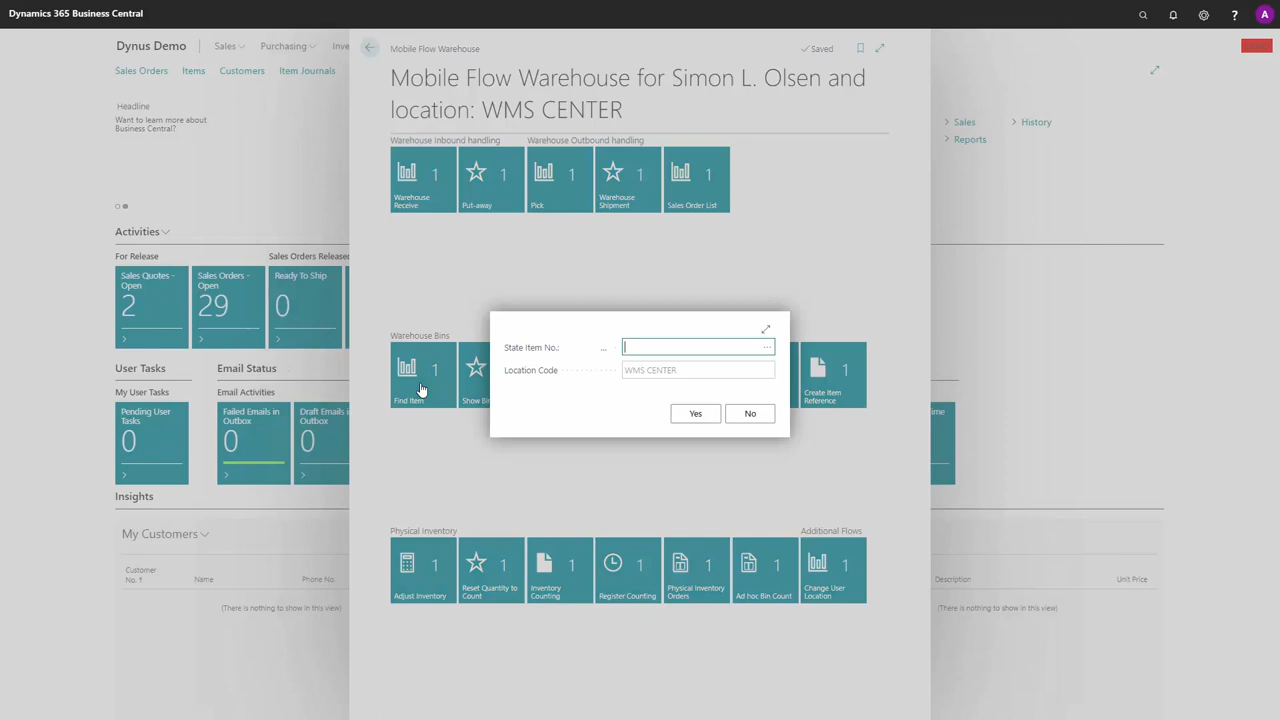 Dynamics 365 Business Central
?
A
Dynus Demo
Sales
Purchasing
Inve
Sales Orders
Items
Customers
Item Journals
Headline
Want to learn more about
Business Central?
Mobile Flow Warehouse
Saved
Mobile Flow Warehouse for Simon L. Olsen and
location: WMS CENTER
Warehouse Inbound handling
Warehouse Outbound handling
1
Warehouse
Receive
1
Put-away
1
Pick
1
Warehouse
Shipment
1
Sales Order List
Sales
History
Reports
Activities
For Release
Sales Orders Released
Sales Quotes -
Open
2
Sales Orders -
Open
29
Ready To Ship
0
Warehouse Bins
1
Find Item
Show Bin
1
Create Item
Reference
State Item No.:
...
Location Code
WMS CENTER
Yes
No
User Tasks
Email Status
My User Tasks
Email Activities
Pending User
Tasks
0
Failed Emails in
Outbox
0
Draft Emails in
Outbox
0
ime
Insights
My Customers
Customer
No. ↑
Name
Phone No.
(There is nothing to show in this view)
Physical Inventory
Additional Flows
1
Adjust Inventory
1
Reset Quantity to
Count
1
Inventory
Counting
1
Register Counting
1
Physical Inventory
Orders
1
Ad hoc Bin Count
1
Change User
Location
Description
Unit Price
(There is nothing to show in this view)